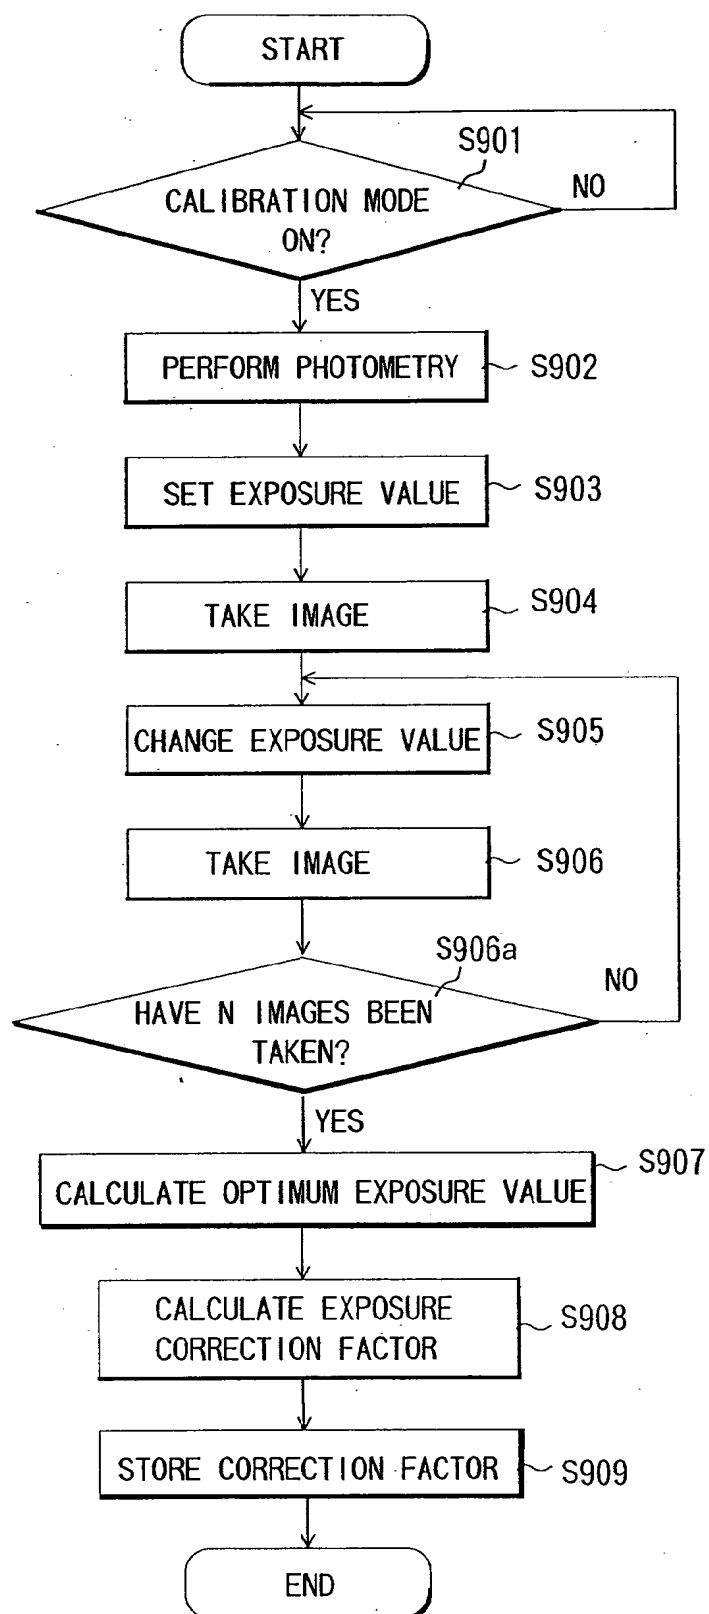 START
S901
CALIBRATION MODE
ON?
NO
YES
PERFORM PHOTOMETRY
S902
SET EXPOSURE VALUE
S903
TAKE IMAGE
S904
CHANGE EXPOSURE VALUE
S905
TAKE IMAGE
S906
S906a
HAVE N IMAGES BEEN
TAKEN?
NO
YES
CALCULATE OPTIMUM EXPOSURE VALUE
S907
CALCULATE EXPOSURE
CORRECTION FACTOR
S908
STORE CORRECTION FACTOR
S909
END